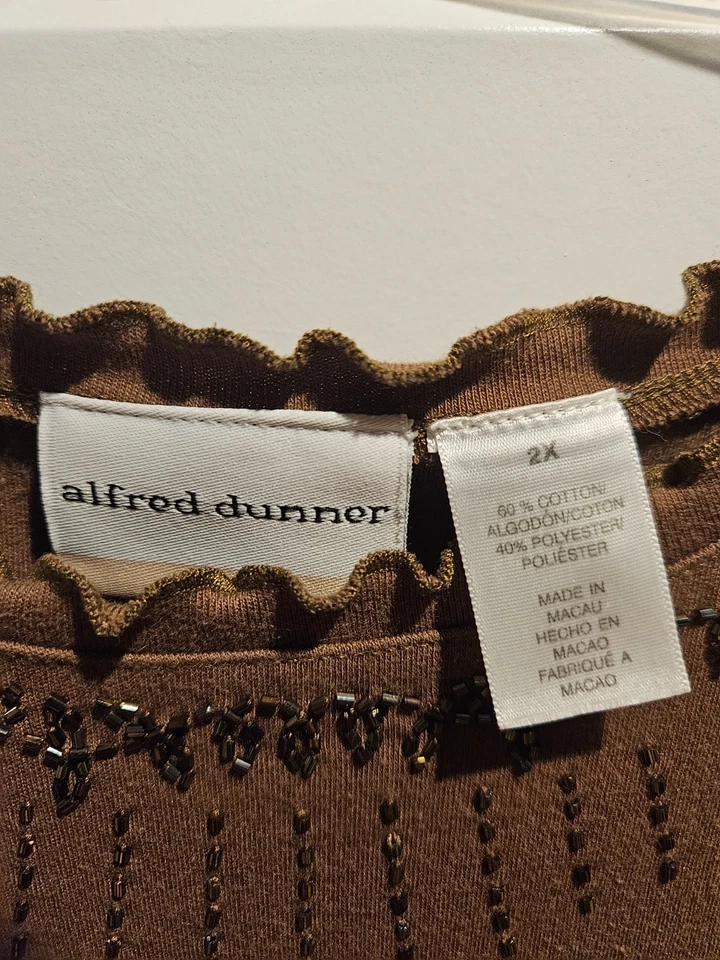 alfred dunner
2X
60 % COTTON/
ALGODÓN/COTON
40% POLYESTER/
POLIÉSTER
MADE IN
MACAU
HECHO EN
MACAO
FABRIQUÉ A
MACAO